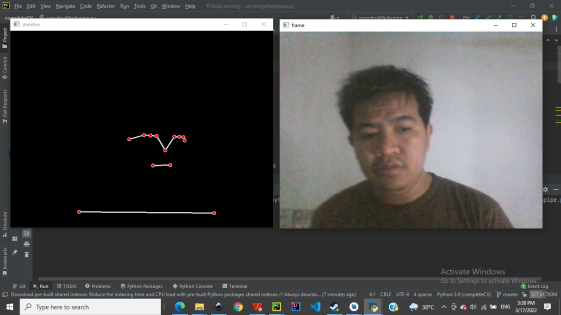 File Edit View Navigate Code Refactor Run Tools Git Window Help
skeleton
frame
Project
Commit
Pull Requests
Structure
Bookmarks
Git Run TODO Problems Python Packages Python Console Terminal
Event Log
Download pre-built shared indexes: Reduce the indexing time and CPU load with pre-built Python packages shared indexes // Always downlo... (7 minutes ago)
6:1 CRLF UTF-8 4 spaces Python 3.9 (completeCV) master
Activate Windows
Go to Settings to activate Windows.
Type here to search
30°C
3:38 PM
3/17/2022